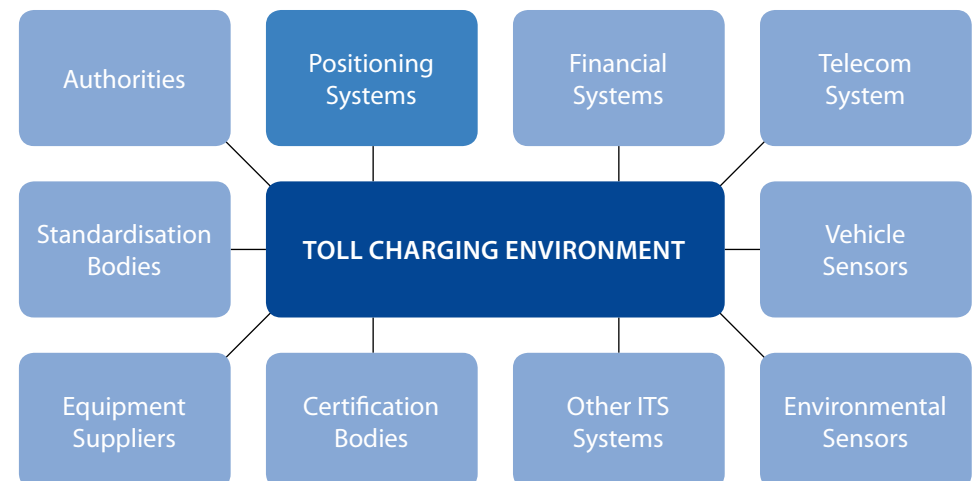 Authorities
Positioning
Systems
Financial
Systems
Telecom
System
Standardisation
Bodies
TOLL CHARGING ENVIRONMENT
Vehicle
Sensors
Equipment
Suppliers
Certification
Bodies
Other ITS
Systems
Environmental
Sensors